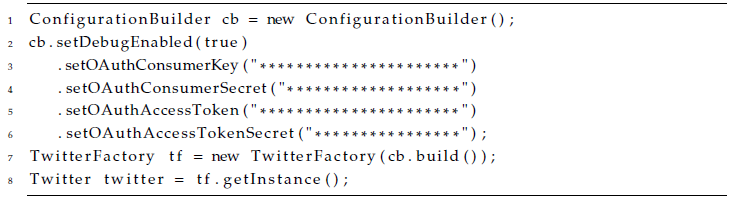 1 ConfigurationBuilder cb = new ConfigurationBuilder();
2 cb.setDebugEnabled(true)
3 .setOAuthConsumerKey("**********************")
4 .setOAuthConsumerSecret("*******************")
5 .setOAuthAccessToken("**********************")
6 .setOAuthAccessTokenSecret("****************");
7 TwitterFactory tf = new TwitterFactory(cb.build());
8 Twitter twitter = tf.getInstance();